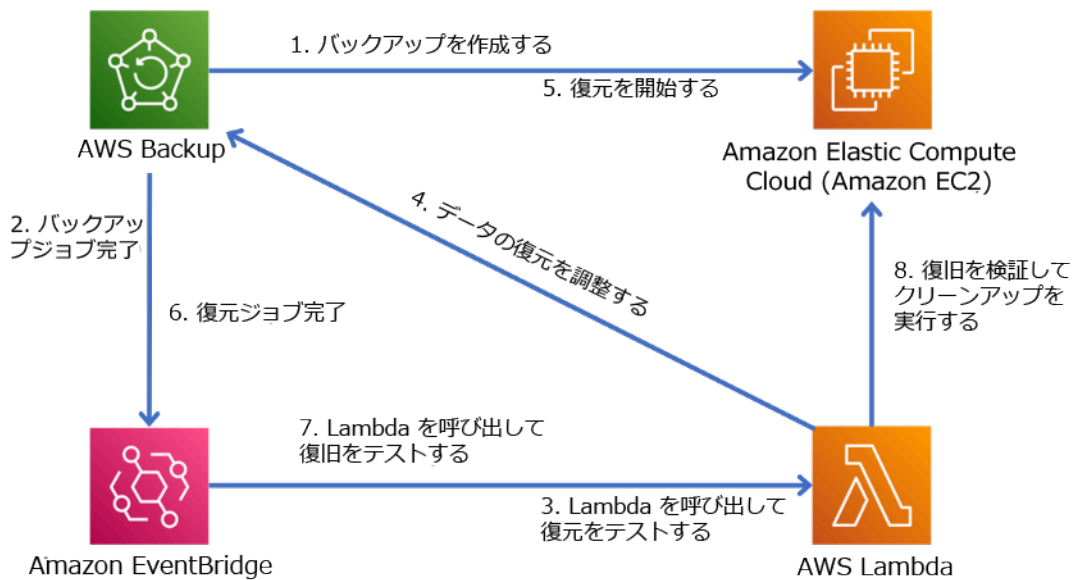 1. バックアップを作成する
5. 復元を開始する
AWS Backup
Amazon Elastic Compute
Cloud (Amazon EC2)
4. データの復元を調整する
2. バックアッ
プジョブ完了
6. 復元ジョブ完了
8. 復旧を検証して
クリーンアップを
実行する
7. Lambda を呼び出して
復旧をテストする
3. Lambda を呼び出して
復元をテストする
Amazon EventBridge
AWS Lambda